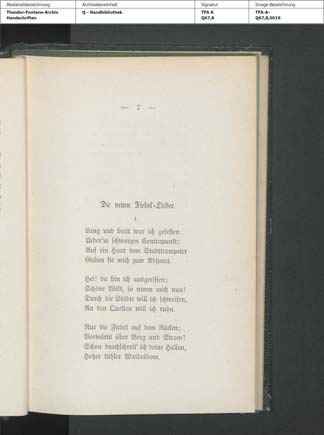 Bestandsbezeichnung Archivalieneinheit Signatur Image-Bezeichnung
Theodor-Fontane-Archiv Q - Handbibliothek TFA A TFA-A-
Handschriften Q67,8 Q67,8,0019
— 7 —
Die neuen Fiedel-Lieder.
1.
Lang und breit war ich gesessen
Ueber'm schwarzen Contrapunkt;
Auf ein Haar dem Stadttrompeter
Gaben sie mich zum Adjunct.
Hei! da bin ich ausgerissen;
Schöne Welt, so nimm mich nun!
Durch die Städte will ich schweifen,
An den Quellen will ich ruhn.
Nur die Fiedel auf dem Rücken;
Vorwärts über Berg und Strom!
Schon durchschreit' ich deine Hallen,
Hoher kühler Waldesdom.